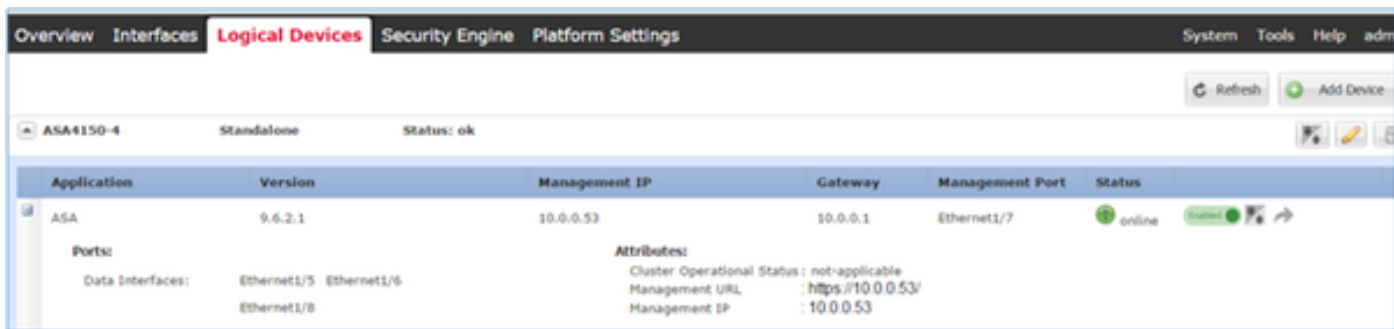 Overview Interfaces Logical Devices Security Engine Platform Settings System Tools Help adm
Refresh Add Device
ASA4150-4 Standalone Status: ok
Application Version Management IP Gateway Management Port Status
ASA 9.6.2.1 10.0.0.53 10.0.0.1 Ethernet1/7 online Enabled
Ports: Attributes:
Data Interfaces: Ethernet1/5 Ethernet1/6 Cluster Operational Status : not-applicable
Management URL : https://10.0.0.53/
Ethernet1/8 Management IP : 10.0.0.53